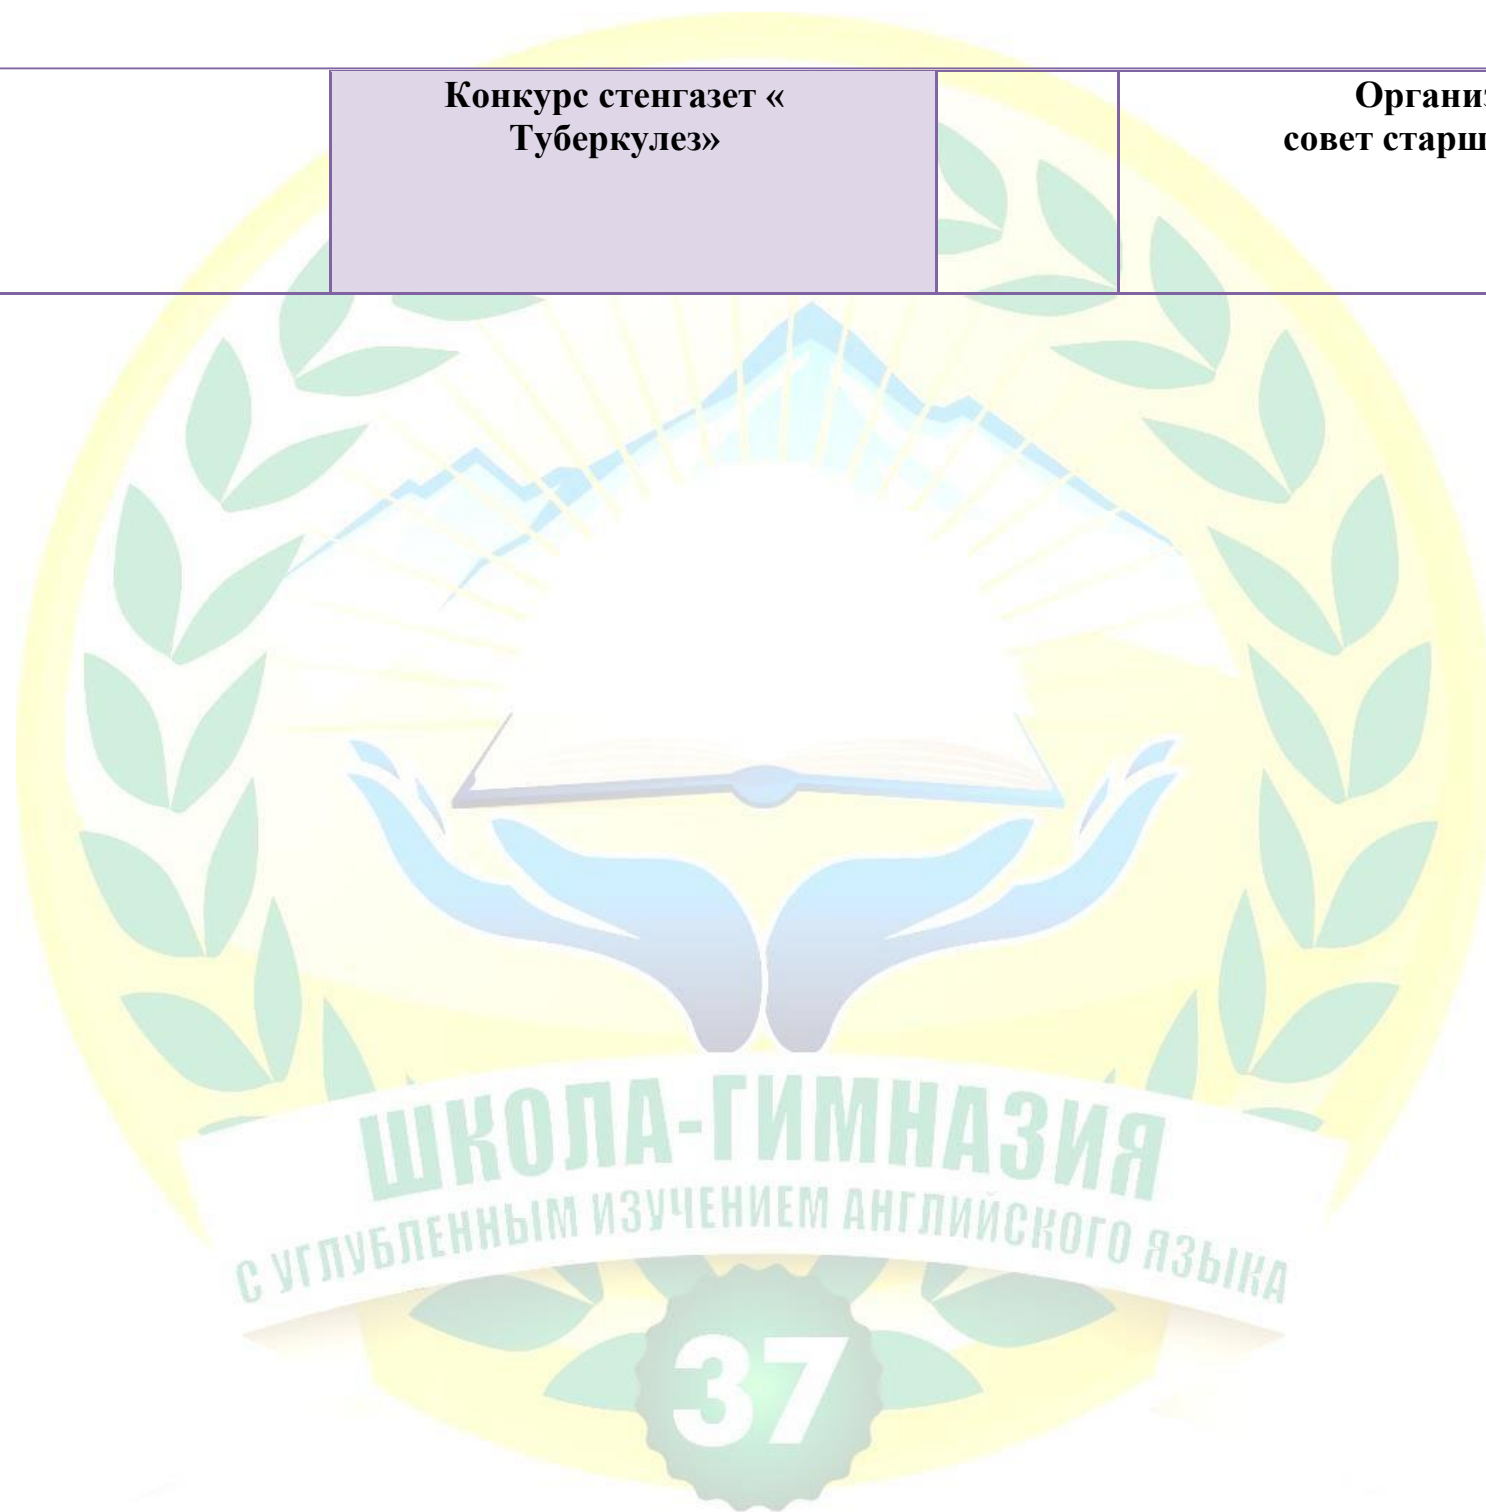 Конкурс стенгазет «
Туберкулез»
Органи
совет старш
ШКОЛА-ГИМНАЗИЯ
С УГЛУБЛЕННЫМ ИЗУЧЕНИЕМ АНГЛИЙСКОГО ЯЗЫКА
37